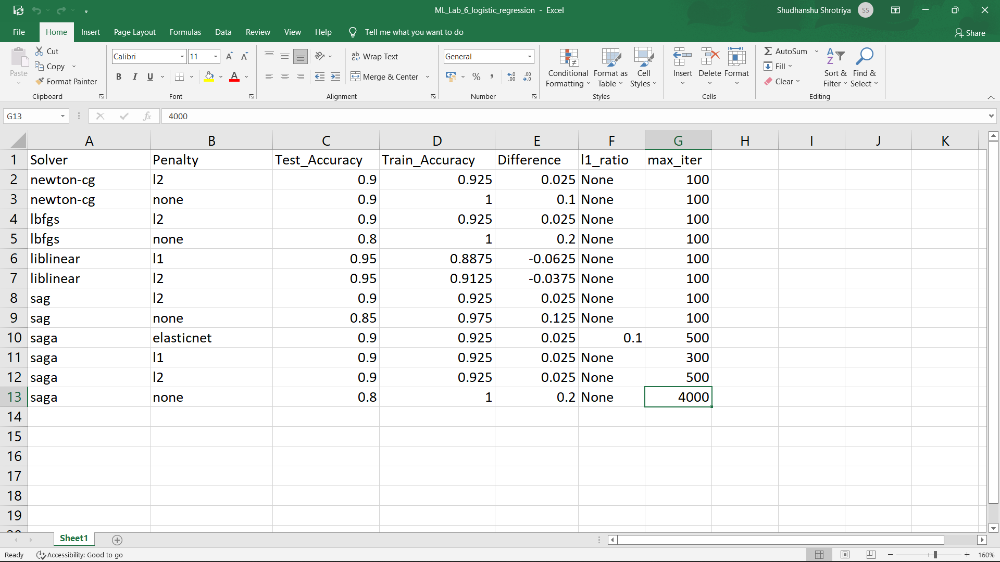 ML_Lab_6_logistic_regression - Excel
Shudhanshu Shrotriya SS
File Home Insert Page Layout Formulas Data Review View Help Tell me what you want to do Share
Paste Cut Copy Format Painter Clipboard
Calibri 11 A A B I U A Font
ab Wrap Text Merge & Center Alignment
General % , Number
Conditional Formatting Format as Table Cell Styles Styles
Insert Delete Format Cells
AutoSum Fill Clear Sort & Filter Find & Select Editing
G13 fx 4000
A B C D E F G H I J K
1 Solver Penalty Test_Accuracy Train_Accuracy Difference l1_ratio max_iter
2 newton-cg l2 0.9 0.925 0.025 None 100
3 newton-cg none 0.9 1 0.1 None 100
4 lbfgs l2 0.9 0.925 0.025 None 100
5 lbfgs none 0.8 1 0.2 None 100
6 liblinear l1 0.95 0.8875 -0.0625 None 100
7 liblinear l2 0.95 0.9125 -0.0375 None 100
8 sag l2 0.9 0.925 0.025 None 100
9 sag none 0.85 0.975 0.125 None 100
10 saga elasticnet 0.9 0.925 0.025 0.1 500
11 saga l1 0.9 0.925 0.025 None 300
12 saga l2 0.9 0.925 0.025 None 500
13 saga none 0.8 1 0.2 None 4000
14
15
16
17
18
19
Sheet1
Ready Accessibility: Good to go 160%